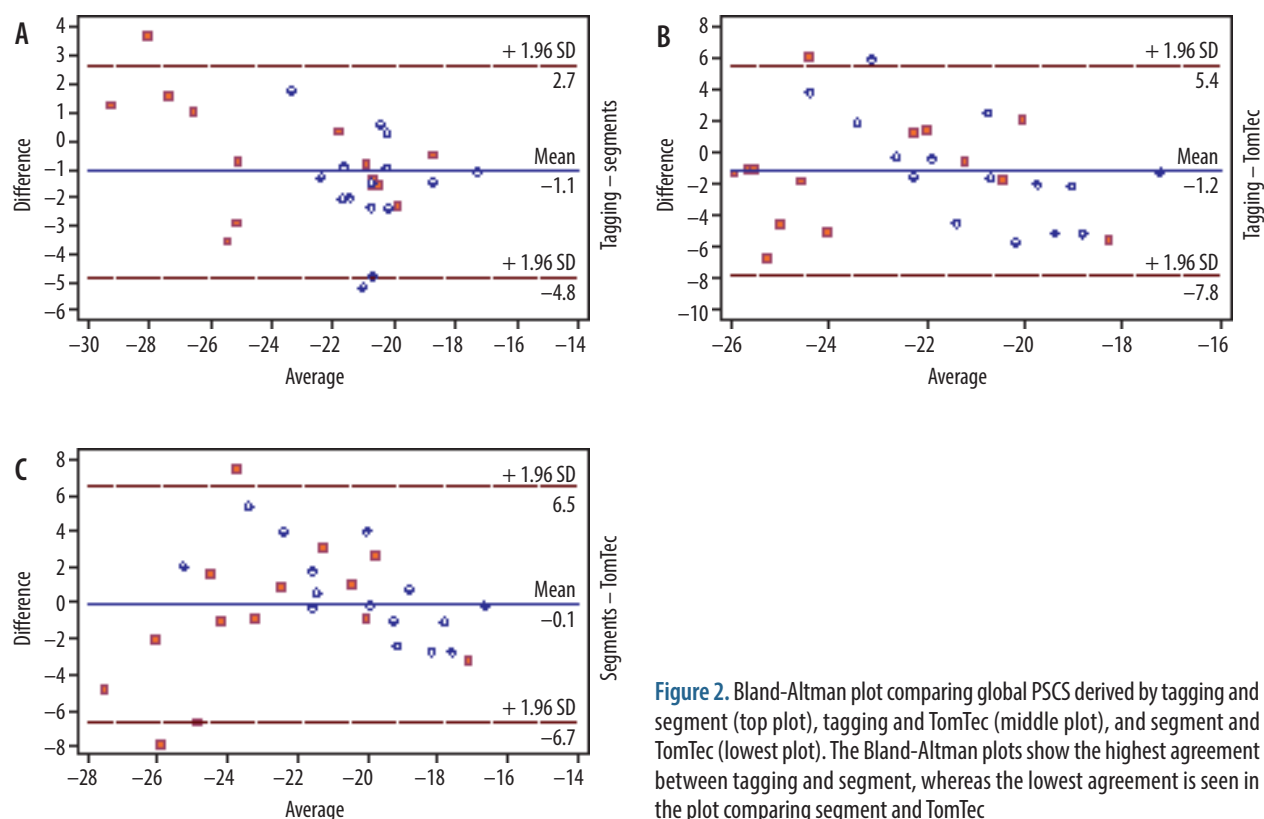 A
4
3
2
1
0
−1
−2
−3
−4
−5
−6
Difference
+ 1.96 SD
2.7
Mean
−1.1
+ 1.96 SD
−4.8
Tagging – segments
−30
−28
−26
−24
−22
−20
−18
−16
−14
Average
B
8
6
4
2
0
−2
−4
−6
−8
−10
Difference
+ 1.96 SD
5.4
Mean
−1.2
+ 1.96 SD
−7.8
Tagging – TomTec
−26
−24
−22
−20
−18
−16
Average
C
8
6
4
2
0
−2
−4
−6
−8
Difference
+ 1.96 SD
6.5
Mean
−0.1
+ 1.96 SD
−6.7
Segments – TomTec
−28
−26
−24
−22
−20
−18
−16
−14
Average
Figure 2. Bland-Altman plot comparing global PSCS derived by tagging and
segment (top plot), tagging and TomTec (middle plot), and segment and
TomTec (lowest plot). The Bland-Altman plots show the highest agreement
between tagging and segment, whereas the lowest agreement is seen in
the plot comparing segment and TomTec